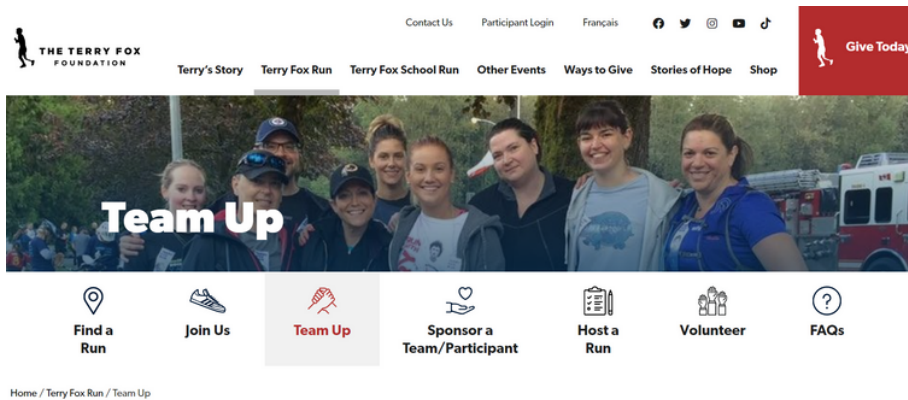 Contact Us Participant Login Français
THE TERRY FOX
FOUNDATION
Give Today
Terry's Story Terry Fox Run Terry Fox School Run Other Events Ways to Give Stories of Hope Shop
Team Up
Find a
Run
Join Us
Team Up
Sponsor a
Team/Participant
Host a
Run
Volunteer
FAQs
Home / Terry Fox Run / Team Up